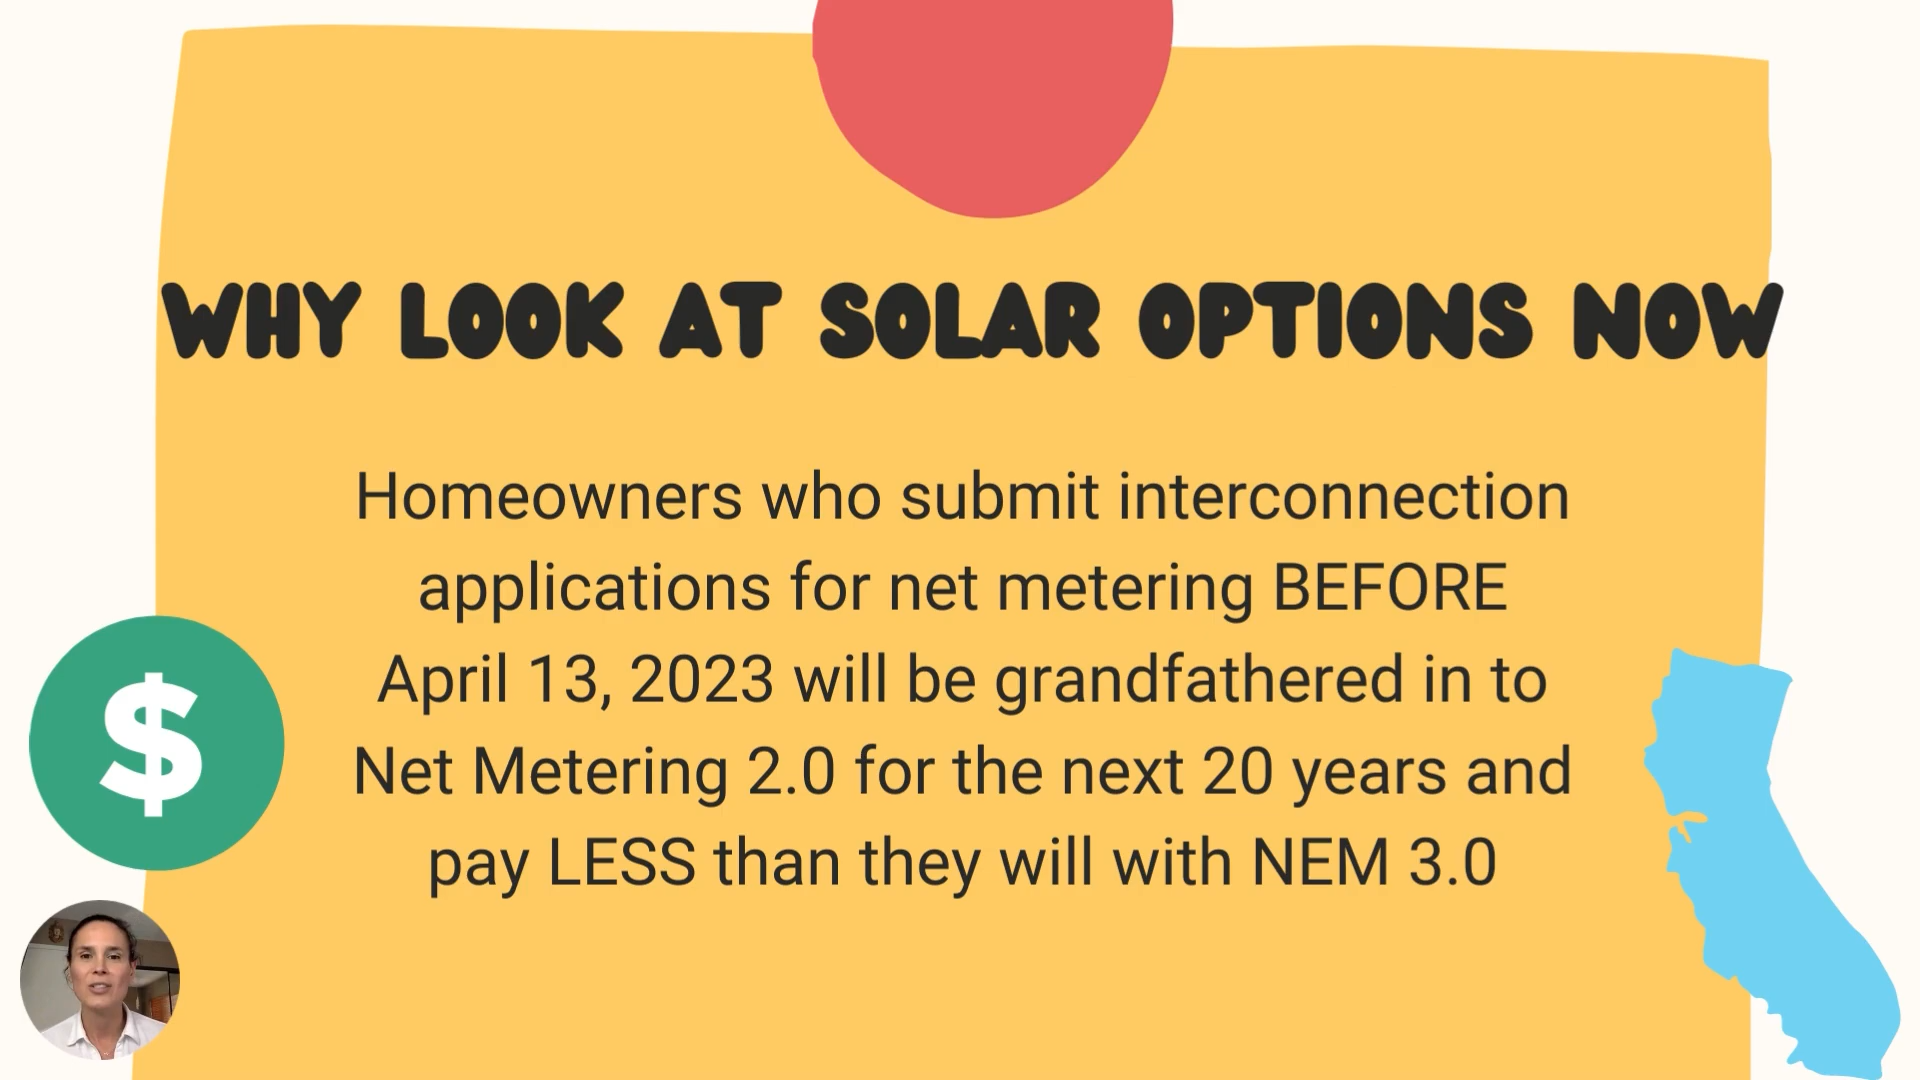 WHY LOOK AT SOLAR OPTIONS NOW
Homeowners who submit interconnection
applications for net metering BEFORE
April 13, 2023 will be grandfathered in to
Net Metering 2.0 for the next 20 years and
pay LESS than they will with NEM 3.0
$